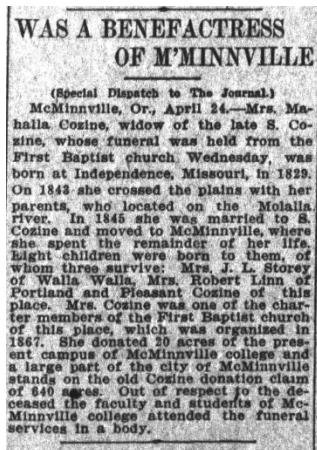 WAS A BENEFACTRESS
OF M'MINNVILLE
(Special Dispatch to The Journal.)
McMinnville, Or., April 24.—Mrs. Ma-
halla Cozine, widow of the late S. Co-
zine, whose funeral was held from the
First Baptist church Wednesday, was
born at Independence, Missouri, in 1829.
On 1843 she crossed the plains with her
parents, who located on the Molalla
river. In 1845 she was married to S.
Cozine and moved to McMinnville, where
she spent the remainder of her life.
Eight children were born to them, of
whom three survive: Mrs. J. L. Storey
of Walla Walla, Mrs. Robert Linn of
Portland and Pleasant Cozine of this
place. Mrs. Cozine was one of the char-
ter members of the First Baptist church
of this place, which was organized in
1867. She donated 20 acres of the pres-
ent campus of McMinnville college and
a large part of the city of McMinnville
stands on the old Cozine donation claim
of 640 acres. Out of respect to the de-
ceased the faculty and students of Mc-
Minnville college attended the funeral
services in a body.